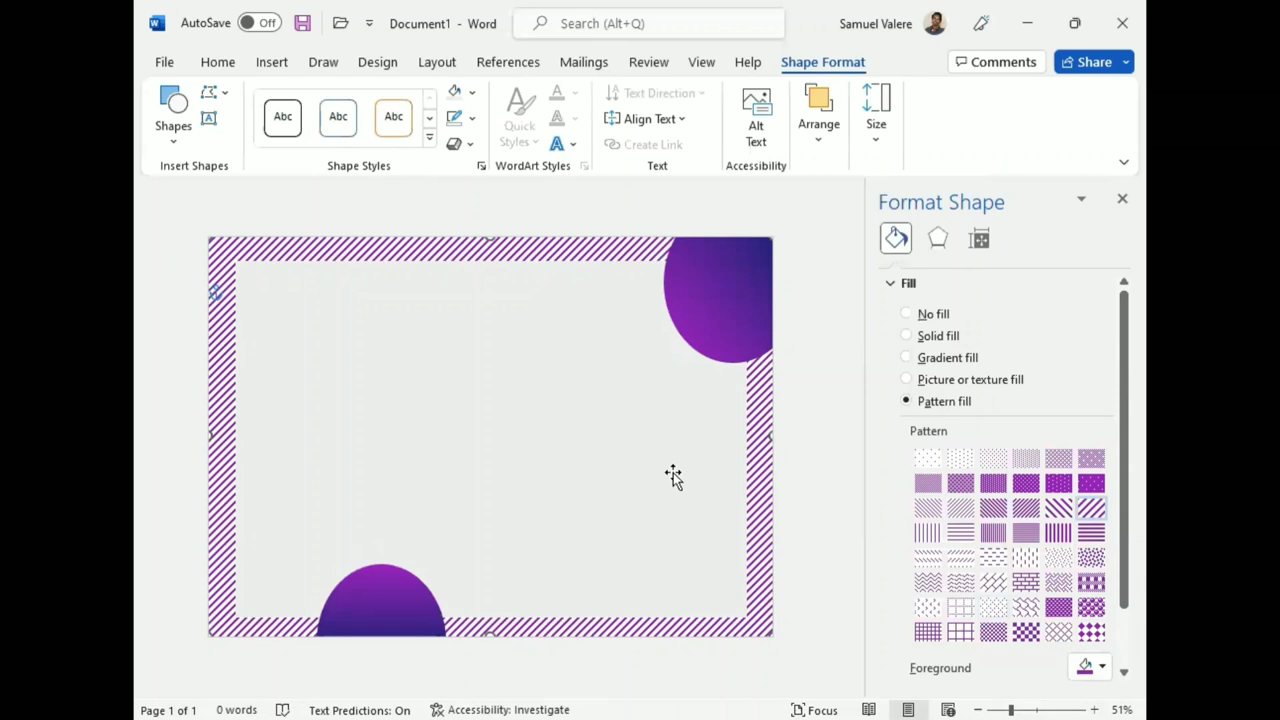 AutoSave Off Document1 - Word Search (Alt+Q) Samuel Valere
File Home Insert Draw Design Layout References Mailings Review View Help Shape Format Comments Share
Shapes
Insert Shapes
Abc Abc Abc
Shape Styles
Quick
Styles
A A A A
WordArt Styles
Text Direction
Align Text
Create Link
Text
Alt
Text
Accessibility
Arrange
Size
Format Shape
Fill
No fill
Solid fill
Gradient fill
Picture or texture fill
Pattern fill
Pattern
Foreground
Page 1 of 1 0 words Text Predictions: On Accessibility: Investigate Focus 51%